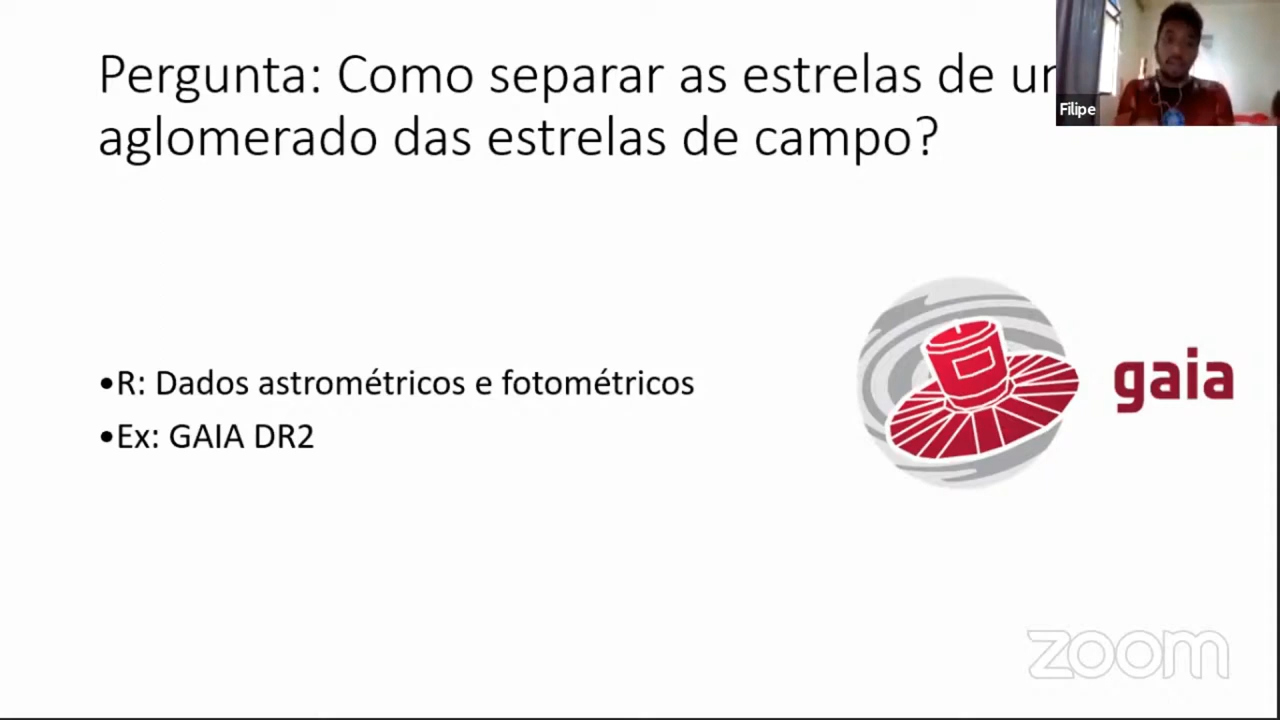 Pergunta: Como separar as estrelas de
aglomerado das estrelas de campo?
Filipe
•R: Dados astrométricos e fotométricos
•Ex: GAIA DR2
gaia
zoom